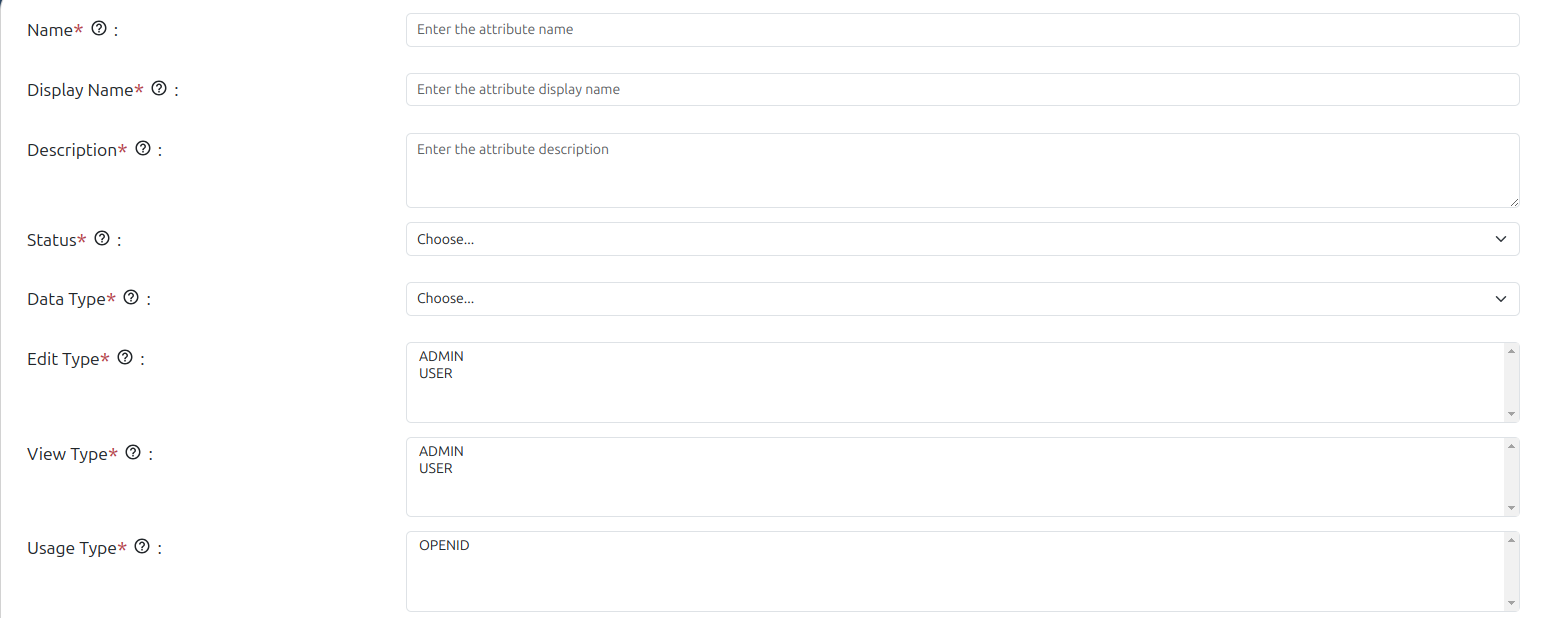 Name* ? :
Enter the attribute name
Display Name* ? :
Enter the attribute display name
Description* ? :
Enter the attribute description
Status* ? :
Choose...
Data Type* ? :
Choose...
Edit Type* ? :
ADMIN
USER
View Type* ? :
ADMIN
USER
Usage Type* ? :
OPENID